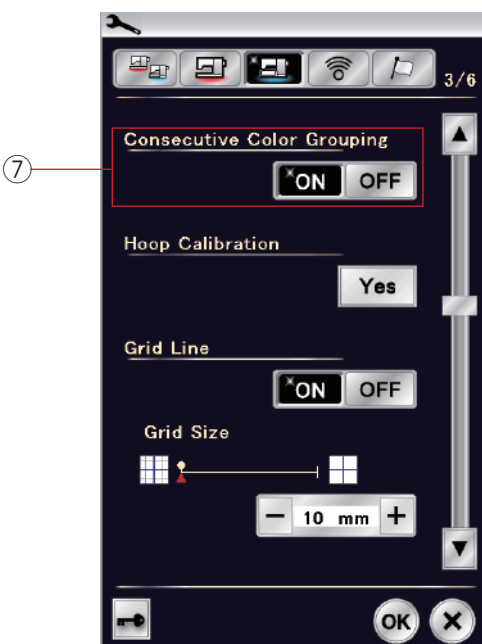 3/6
⑦
Consecutive Color Grouping
ON OFF
Hoop Calibration
Yes
Grid Line
ON OFF
Grid Size
− 10 mm +
OK ×